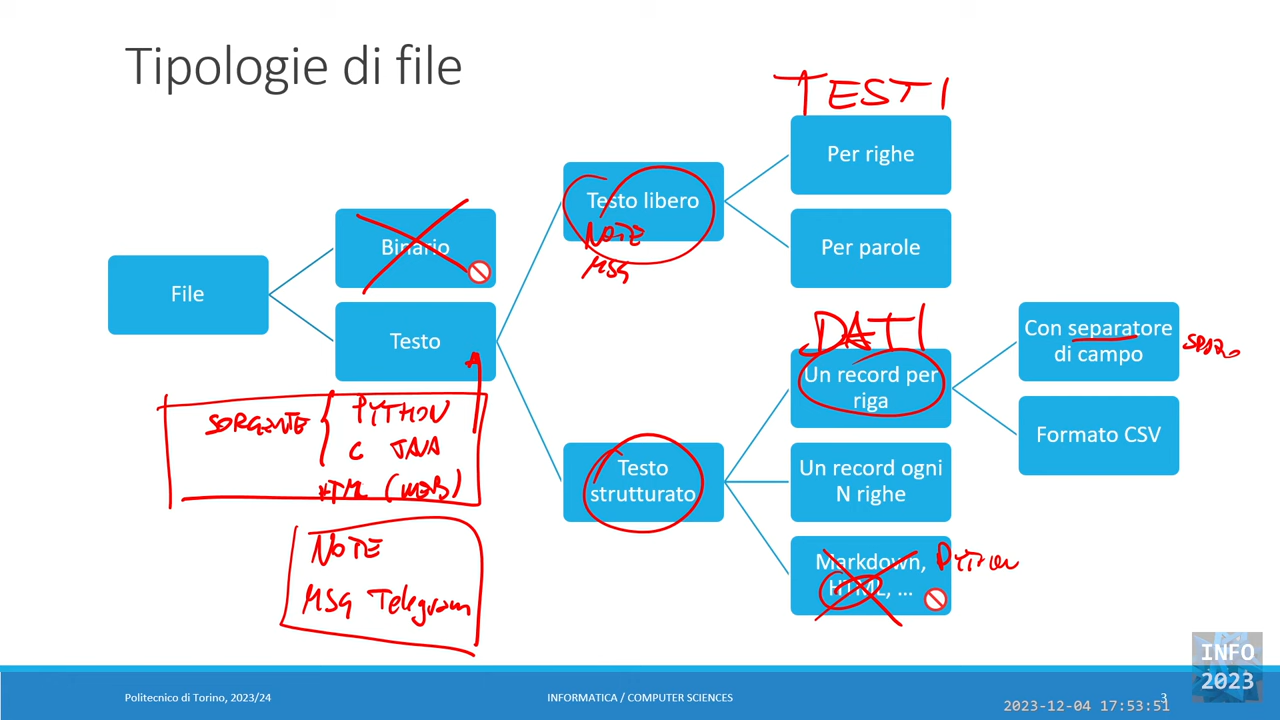 Tipologie di file
TESTI
Per righe
Testo libero
NOTE
MSG
Per parole
Binario
File
Testo
DATI
Un record per
riga
Con separatore
di campo
SPAZIO
Formato CSV
SORGENTE
PYTHON
C JAVA
HTML (WEB)
Testo
strutturato
Un record ogni
N righe
Markdown,
HTML, ...
PYTHON
NOTE
MSG Telegram
INFO
2023
Politecnico di Torino, 2023/24
INFORMATICA / COMPUTER SCIENCES
3
2023-12-04 17:53:51